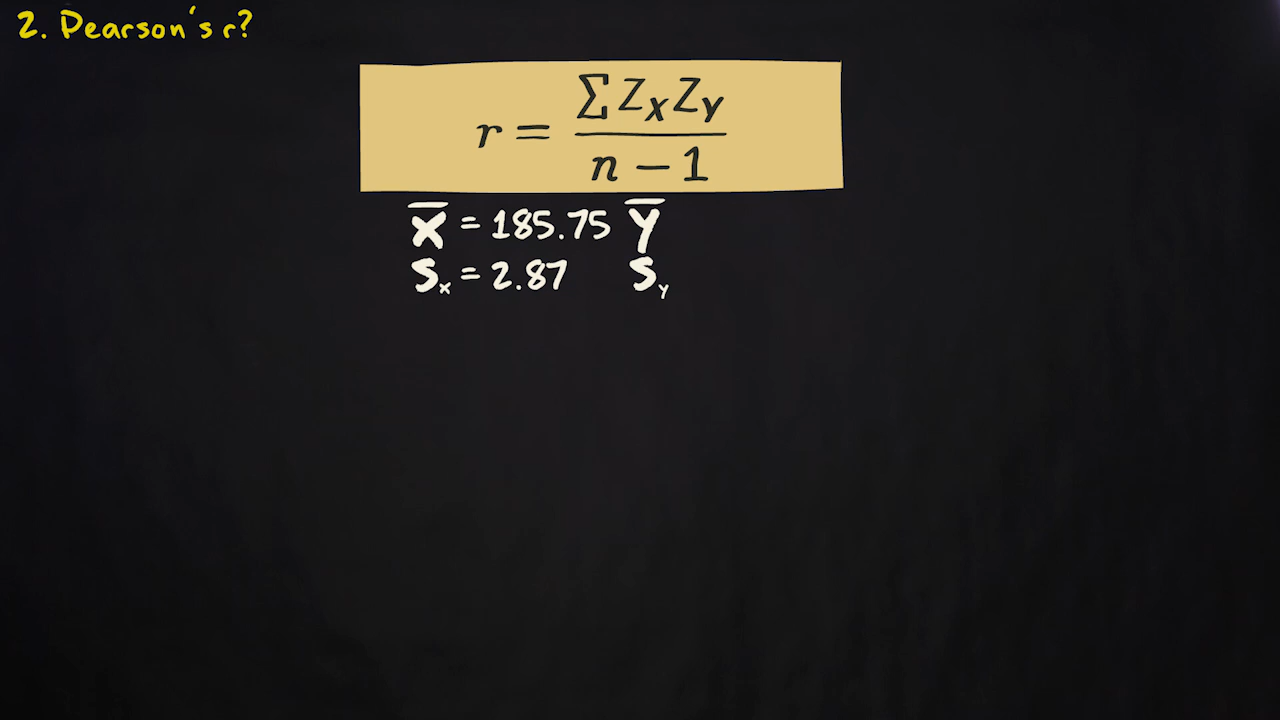 2. Pearson's r?
r = ∑ZXZY / n − 1
X̅ = 185.75 Y̅
Sx = 2.87 Sy